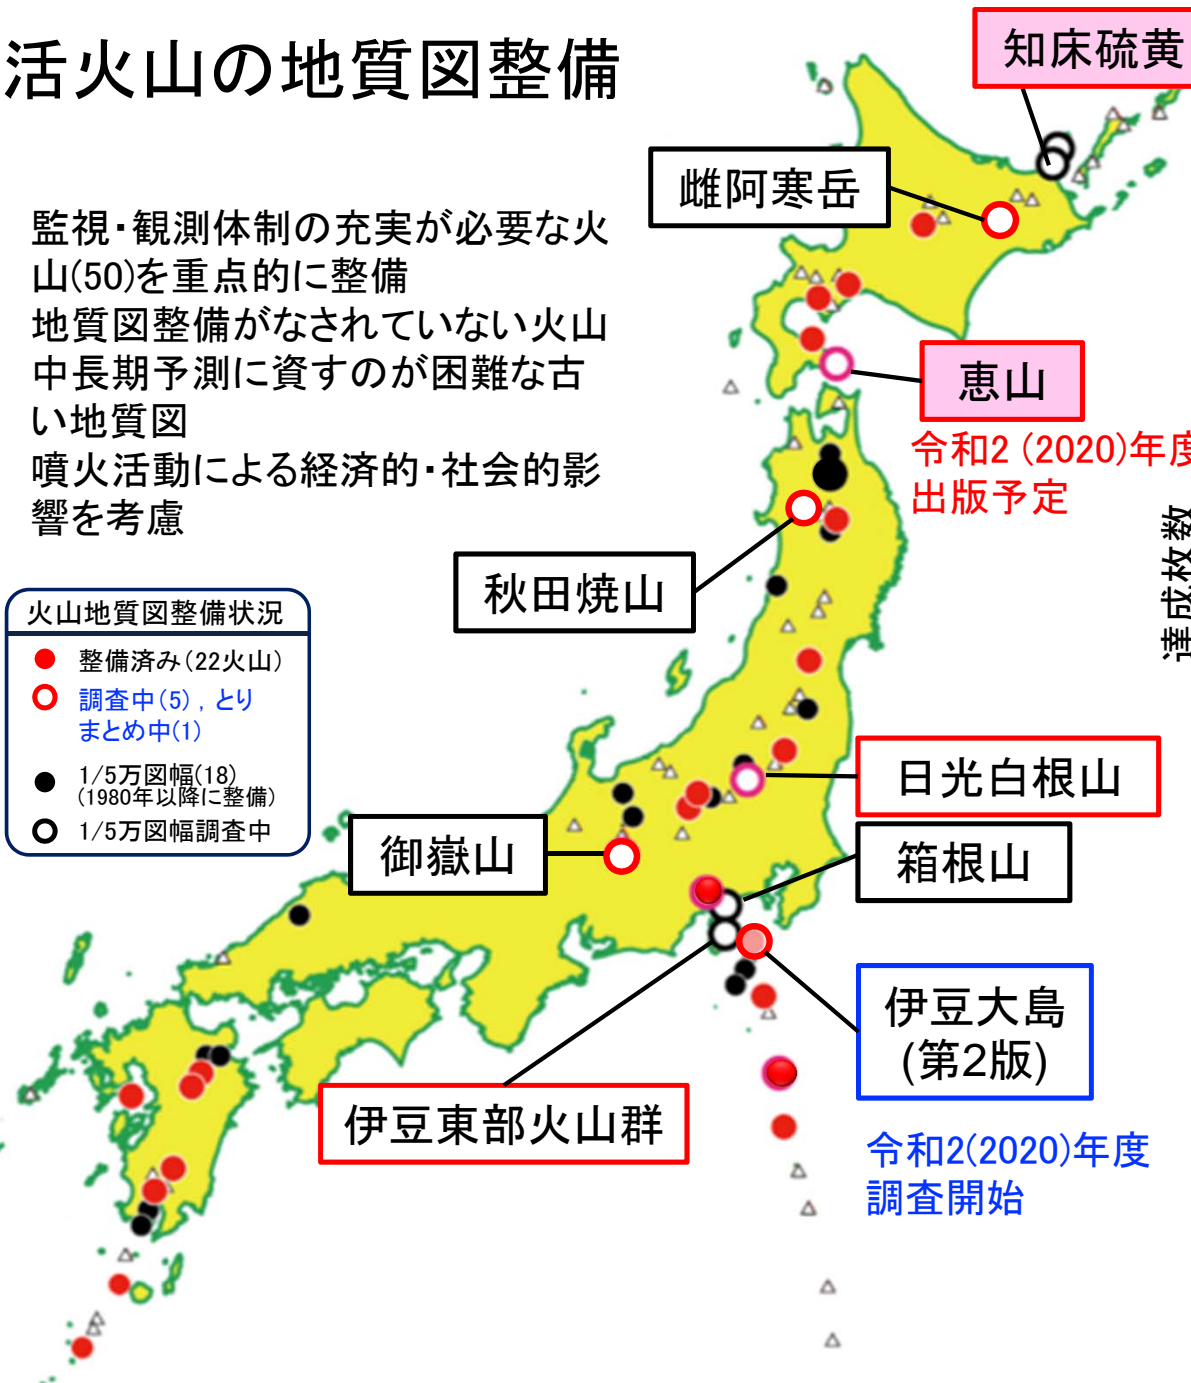 活火山の地質図整備
知床硫黄
雌阿寒岳
監視・観測体制の充実が必要な火
山(50)を重点的に整備
地質図整備がなされていない火山
中長期予測に資すのが困難な古
い地質図
噴火活動による経済的・社会的影
響を考慮
恵山
令和2 (2020)年度
出版予定
達成枚数
秋田焼山
火山地質図整備状況
整備済み(22火山)
調査中(5), とり
まとめ中(1)
1/5万図幅(18)
(1980年以降に整備)
1/5万図幅調査中
日光白根山
御嶽山
箱根山
伊豆大島
(第2版)
伊豆東部火山群
令和2(2020)年度
調査開始